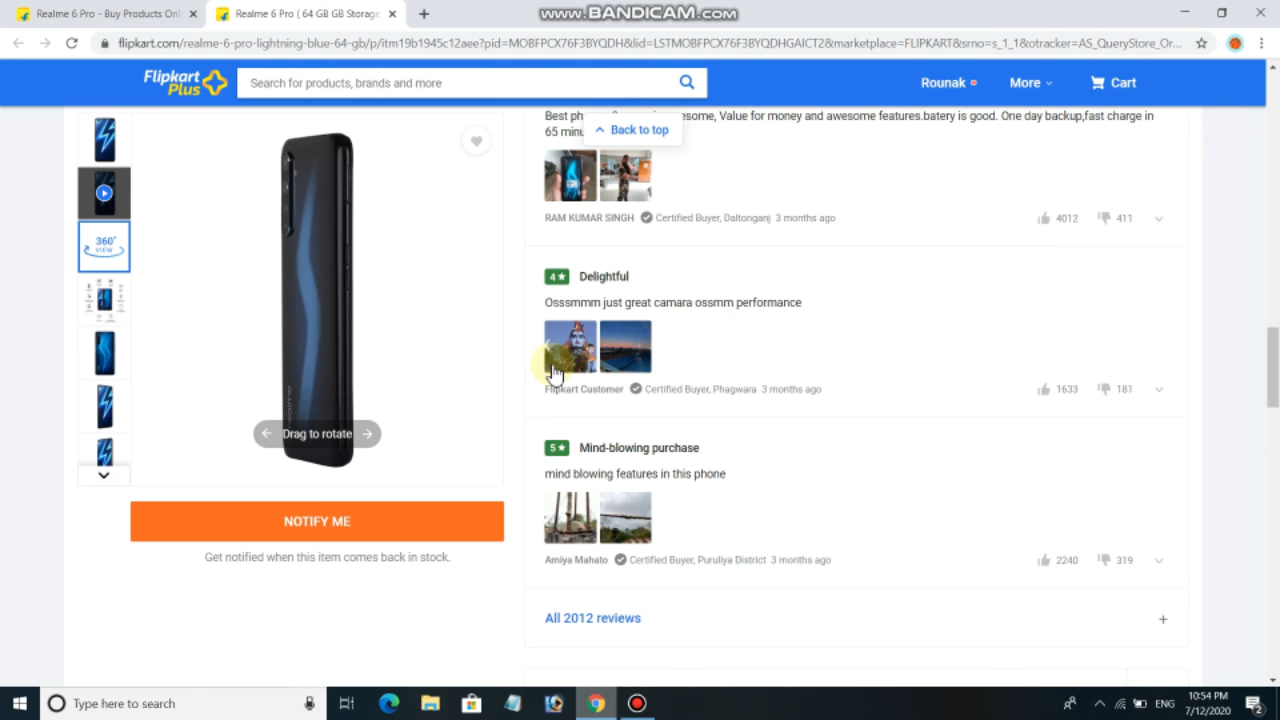 www.BANDICAM.com
Realme 6 Pro - Buy Products Onl
Realme 6 Pro ( 64 GB GB Storage
flipkart.com/realme-6-pro-lightning-blue-64-gb/p/itm19b1945c12aee?pid=MOBFPCX76F3BYQDH&lid=LSTMOBFPCX76F3BYQDHGAICT2&marketplace=FLIPKART&srno=s_1_1&otracker=AS_QueryStore_Or...
Flipkart
Plus
Search for products, brands and more
Rounak
More
Cart
Back to top
Best ph
esome, Value for money and awesome features.batery is good. One day backup,fast charge in
65 minu
RAM KUMAR SINGH Certified Buyer, Daltonganj 3 months ago
4012 411
360°
VIEW
4★ Delightful
Osssmmm just great camara ossmm performance
Flipkart Customer Certified Buyer, Phagwara 3 months ago
1633 181
realme
Drag to rotate
5★ Mind-blowing purchase
mind blowing features in this phone
Amiya Mahato Certified Buyer, Puruliya District 3 months ago
2240 319
NOTIFY ME
Get notified when this item comes back in stock.
All 2012 reviews +
Type here to search
ENG
10:54 PM
7/12/2020
2